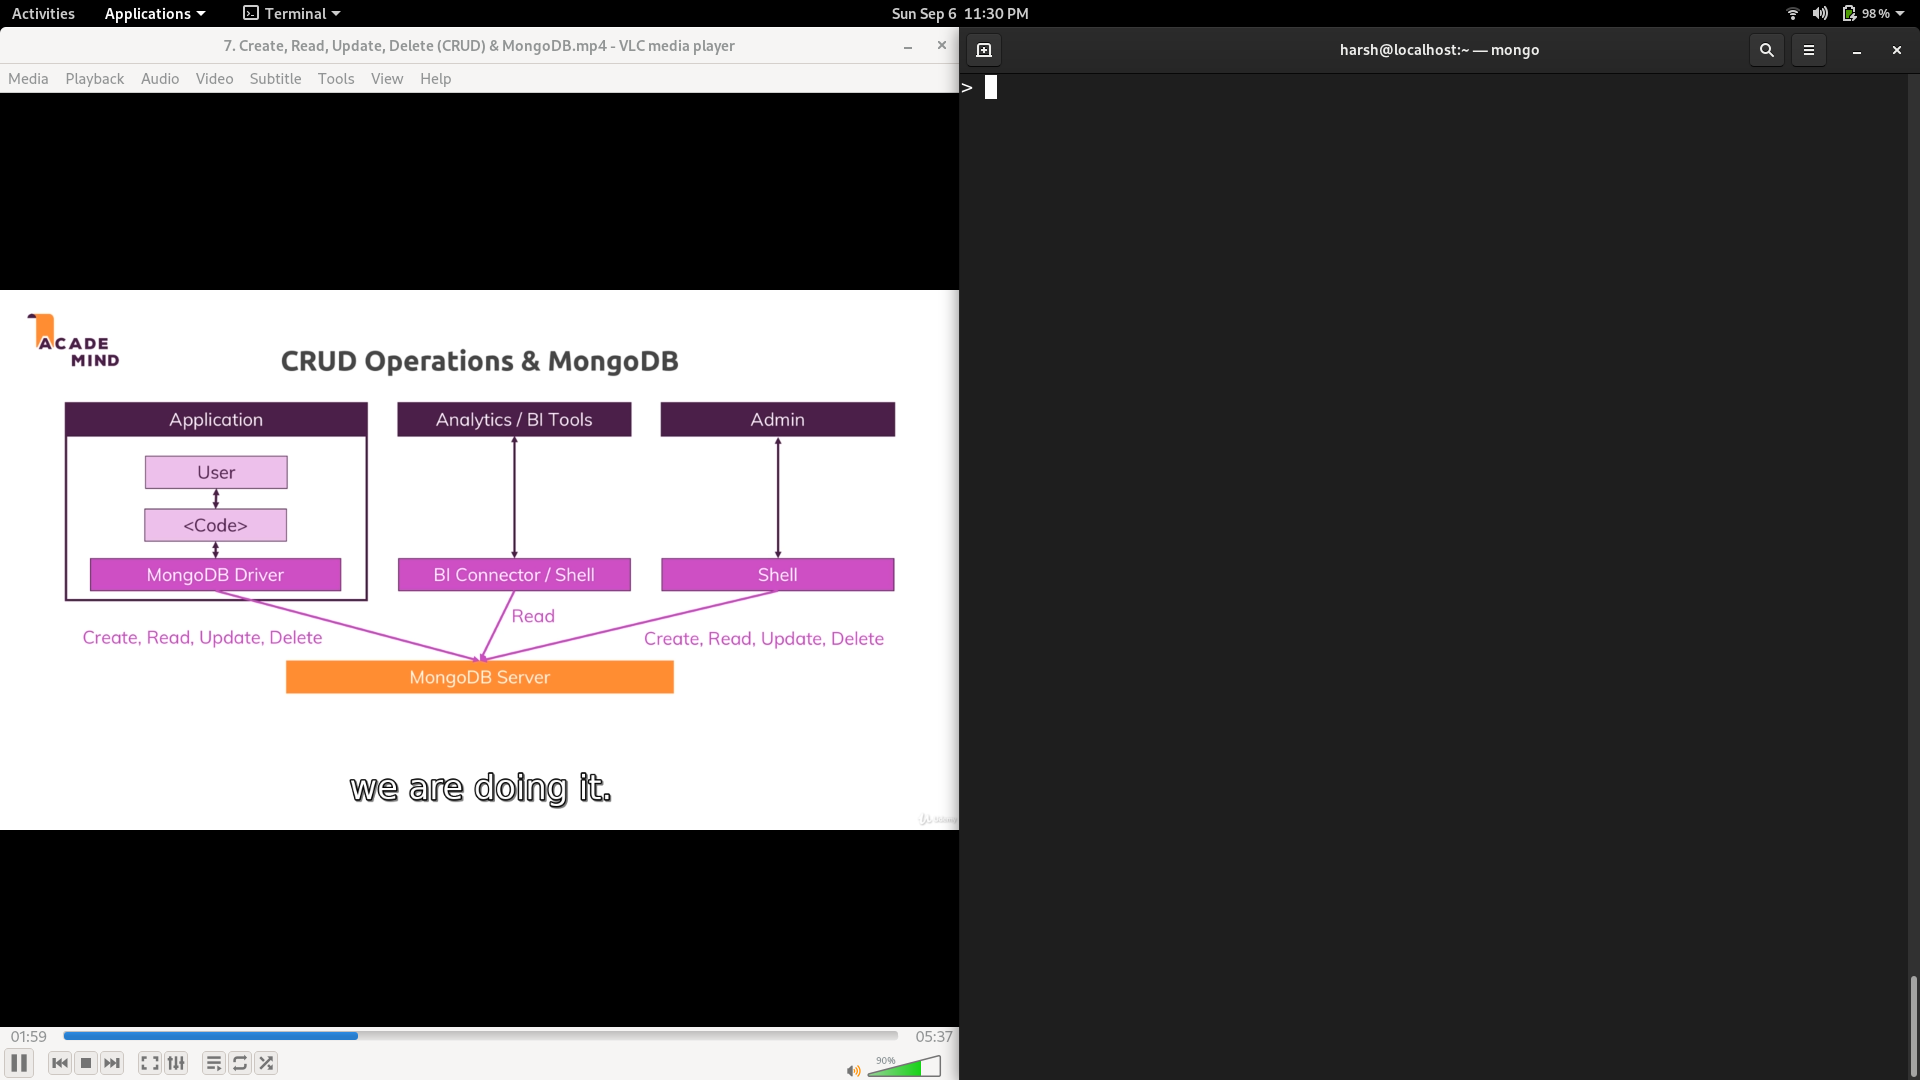 Activities Applications Terminal Sun Sep 6 11:30 PM 98%
7. Create, Read, Update, Delete (CRUD) & MongoDB.mp4 - VLC media player
Media Playback Audio Video Subtitle Tools View Help
ACADE
MIND
CRUD Operations & MongoDB
Application Analytics / BI Tools Admin
User
<Code>
MongoDB Driver BI Connector / Shell Shell
Read
Create, Read, Update, Delete Create, Read, Update, Delete
MongoDB Server
we are doing it.
01:59 05:37
90%
harsh@localhost:~ — mongo
>